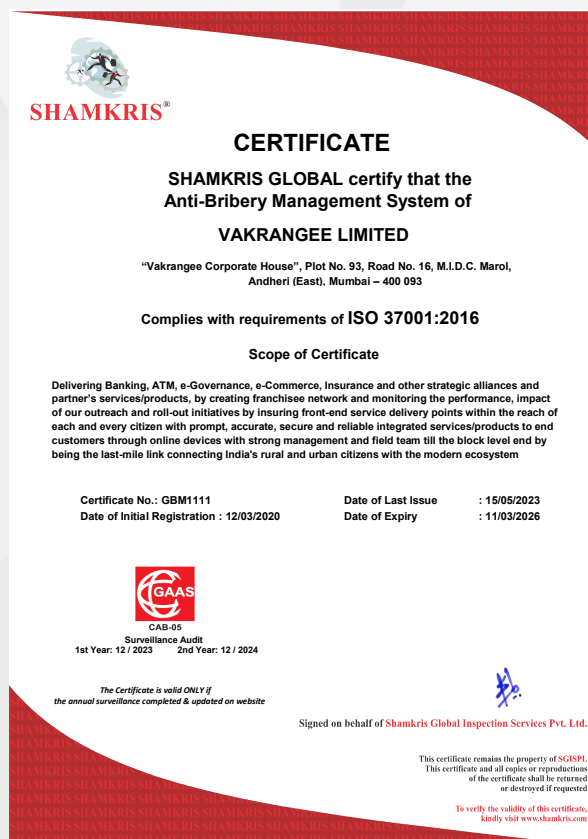 SHAMKRIS®
CERTIFICATE
SHAMKRIS GLOBAL certify that the
Anti-Bribery Management System of
VAKRANGEE LIMITED
“Vakrangee Corporate House”, Plot No. 93, Road No. 16, M.I.D.C. Marol,
Andheri (East), Mumbai – 400 093
Complies with requirements of ISO 37001:2016
Scope of Certificate
Delivering Banking, ATM, e-Governance, e-Commerce, Insurance and other strategic alliances and
partner's services/products, by creating franchisee network and monitoring the performance, impact
of our outreach and roll-out initiatives by insuring front-end service delivery points within the reach of
each and every citizen with prompt, accurate, secure and reliable integrated services/products to end
customers through online devices with strong management and field team till the block level end by
being the last-mile link connecting India's rural and urban citizens with the modern ecosystem
Certificate No.: GBM1111 Date of Last Issue : 15/05/2023
Date of Initial Registration : 12/03/2020 Date of Expiry : 11/03/2026
GAAS
CAB-05
Surveillance Audit
1st Year: 12 / 2023 2nd Year: 12 / 2024
The Certificate is valid ONLY if
the annual surveillance completed & updated on website
Signed on behalf of Shamkris Global Inspection Services Pvt. Ltd.
This certificate remains the property of SGISPL
This certificate and all copies or reproductions
of the certificate shall be returned
or destroyed if requested
To verify the validity of this certificate,
kindly visit www.shamkris.com